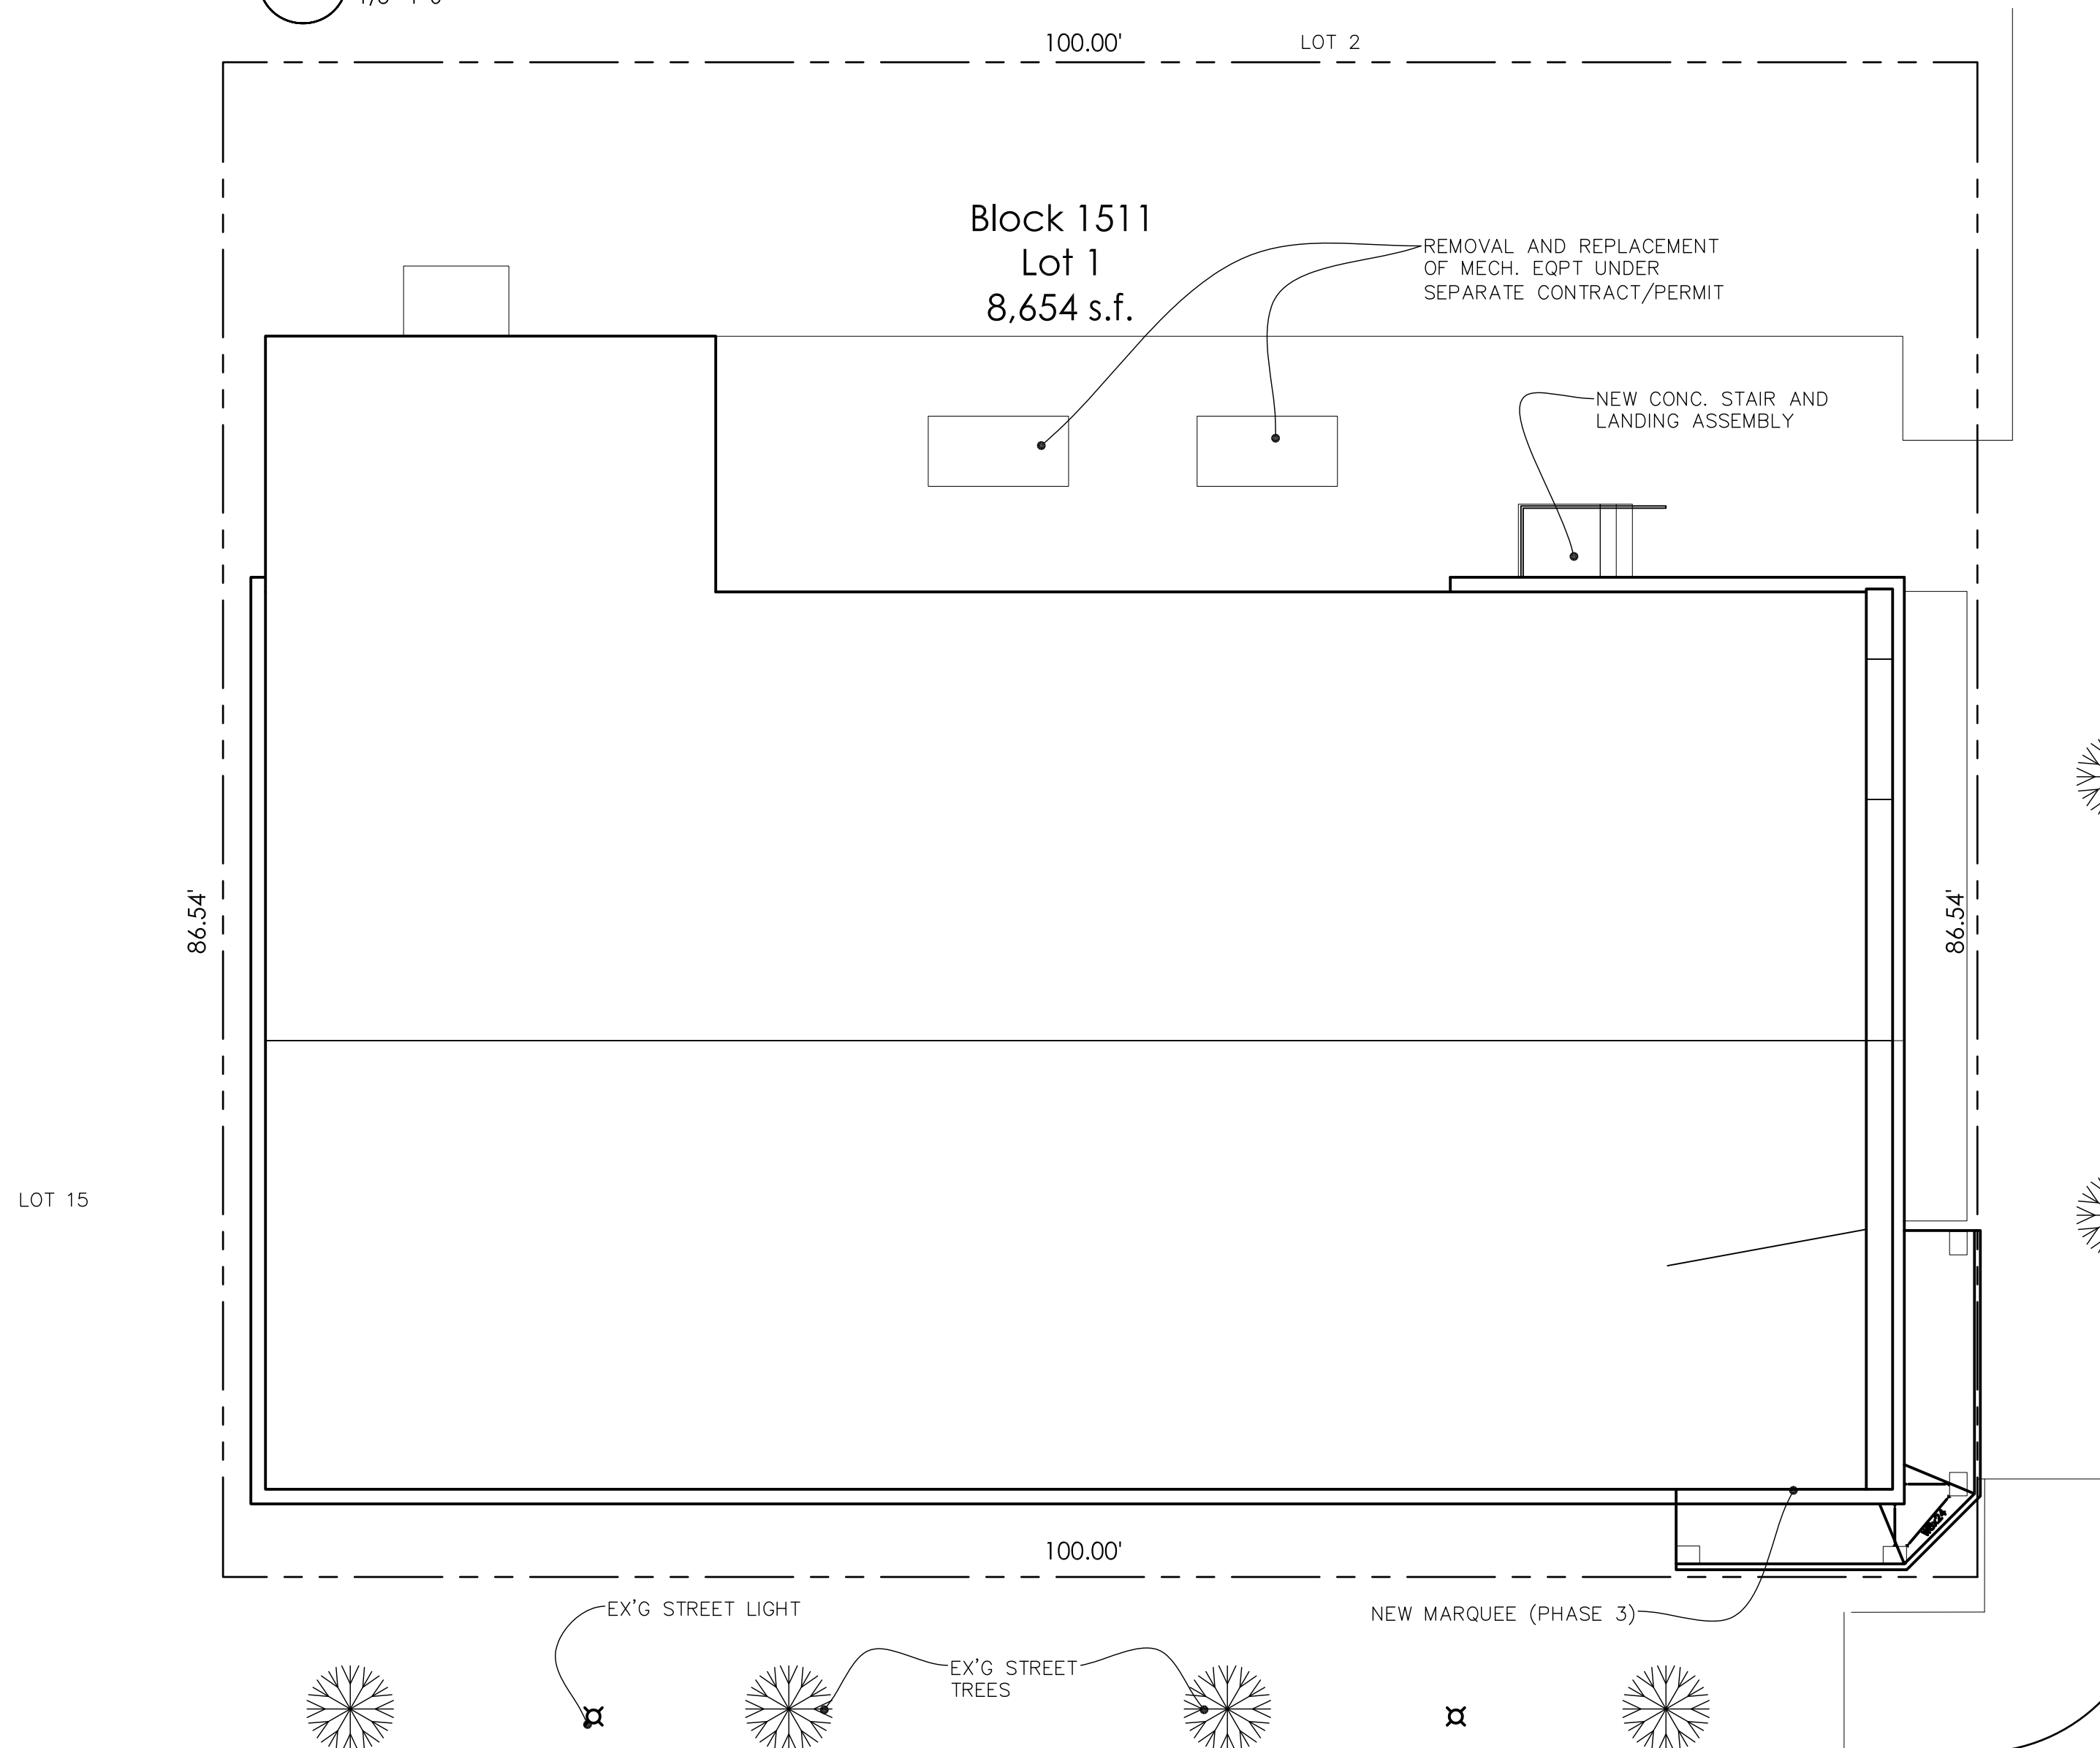 100.00'
LOT 2
Block 1511
Lot 1
8,654 s.f.
REMOVAL AND REPLACEMENT
OF MECH. EQPT UNDER
SEPARATE CONTRACT/PERMIT
NEW CONC. STAIR AND
LANDING ASSEMBLY
86.54'
86.54'
LOT 15
100.00'
EX'G STREET LIGHT
NEW MARQUEE (PHASE 3)
EX'G STREET
TREES